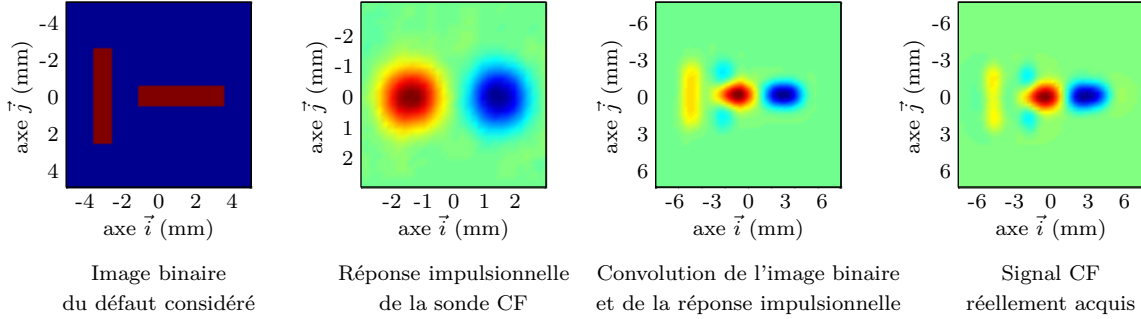 -4
-2
0
2
4
axe j⃗ (mm)
-4 -2 0 2 4
axe i⃗ (mm)
Image binaire
du défaut considéré
-2
-1
0
1
2
axe j⃗ (mm)
-2 -1 0 1 2
axe i⃗ (mm)
Réponse impulsionnelle
de la sonde CF
-6
-3
0
3
6
axe j⃗ (mm)
-6 -3 0 3 6
axe i⃗ (mm)
Convolution de l'image binaire
et de la réponse impulsionnelle
-6
-3
0
3
6
axe j⃗ (mm)
-6 -3 0 3 6
axe i⃗ (mm)
Signal CF
réellement acquis